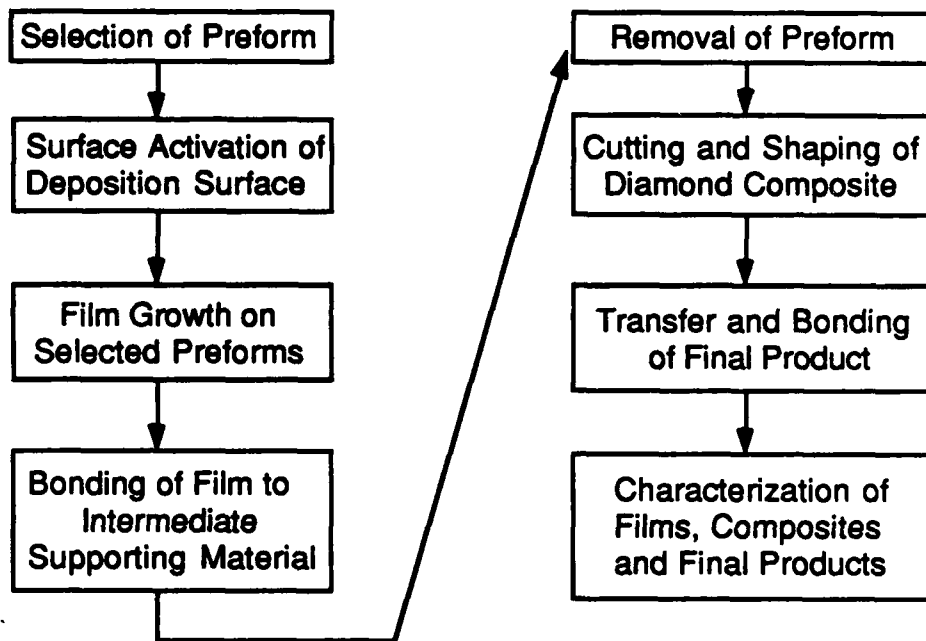 Selection of Preform
Surface Activation of
Deposition Surface
Film Growth on
Selected Preforms
Bonding of Film to
Intermediate
Supporting Material
Removal of Preform
Cutting and Shaping of
Diamond Composite
Transfer and Bonding
of Final Product
Characterization of
Films, Composites
and Final Products